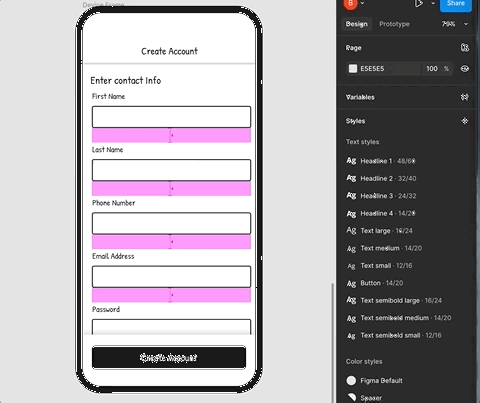 Device Frame
Create Account
Enter contact Info
First Name
Last Name
Phone Number
Email Address
Password
Create Account
B
Share
Design
Prototype
79%
Page
E5E5E5
100
%
Variables
Styles
Text styles
Ag Headline 1 · 48/60
Ag Headline 2 · 32/40
Ag Headline 3 · 24/32
Ag Headline 4 · 14/20
Ag Text large · 16/24
Ag Text medium · 14/20
Ag Text small · 12/16
Ag Button · 14/20
Ag Text semibold large · 16/24
Ag Text semibold medium · 14/20
Ag Text semibold small · 12/16
Color styles
Figma Default
Spacer